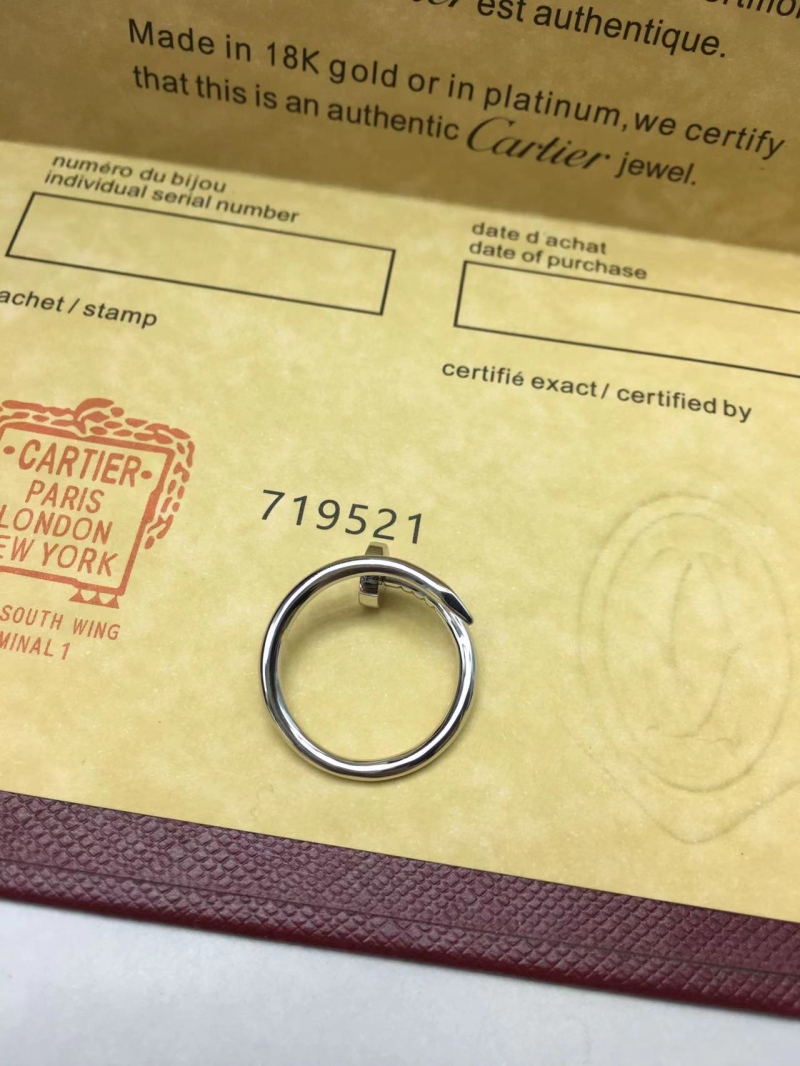 est authentique.
Made in 18K gold or in platinum, we certify
that this is an authentic Cartier jewel.
numéro du bijou
individual serial number
date d achat
date of purchase
achet / stamp
certifié exact / certified by
·CARTIER·
PARIS
LONDON
EW YORK
SOUTH WING
MINAL 1
719521